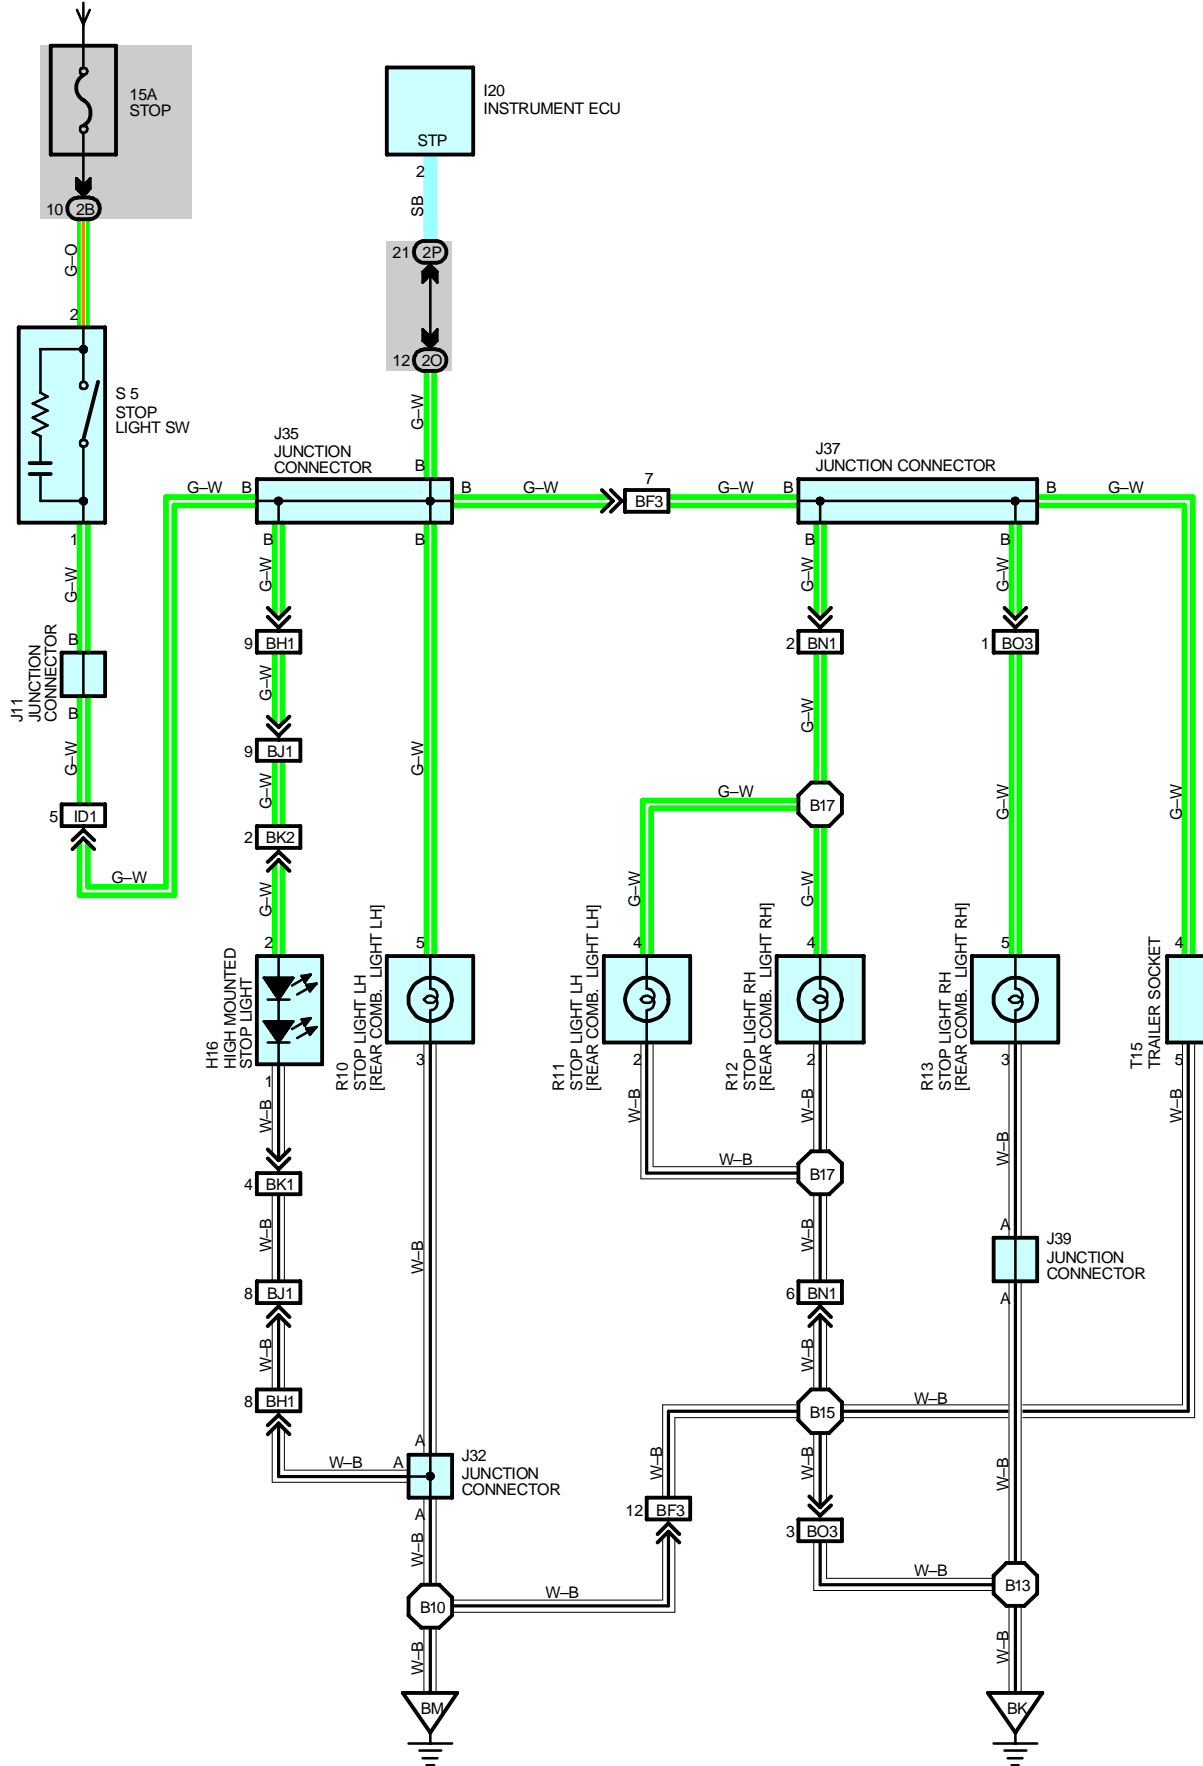 15A
STOP
10 2B
G–O
2
S 5
STOP
LIGHT SW
1
G–W
B
J11
JUNCTION
CONNECTOR
B
G–W
5 ID1
G–W
G–W B
I20
INSTRUMENT ECU
STP
2
SB
21 2P
12 2O
G–W
J35
JUNCTION
CONNECTOR
B
B G–W
7
BF3
G–W B
J37
JUNCTION CONNECTOR
B G–W
B
G–W
9 BH1
G–W
9 BJ1
G–W
2 BK2
G–W
2
H16
HIGH MOUNTED
STOP LIGHT
1
W–B
4 BK1
W–B
8 BJ1
W–B
8 BH1
W–B A
B
G–W
5
R10
STOP LIGHT LH
[REAR COMB. LIGHT LH]
3
W–B
A
J32
JUNCTION
CONNECTOR
A
W–B
B10
W–B
W–B
BM
B
G–W
2 BN1
G–W
B17
G–W
G–W
4
R11
STOP LIGHT LH
[REAR COMB. LIGHT LH]
2
W–B
W–B
G–W
4
R12
STOP LIGHT RH
[REAR COMB. LIGHT RH]
2
W–B
B17
W–B
6 BN1
W–B
B15
W–B
W–B
12 BF3
W–B
3 BO3
W–B
B
G–W
1 BO3
G–W
5
R13
STOP LIGHT RH
[REAR COMB. LIGHT RH]
3
W–B
A
J39
JUNCTION
CONNECTOR
A
W–B
B13
W–B
BK
G–W
4
T15
TRAILER SOCKET
5
W–B